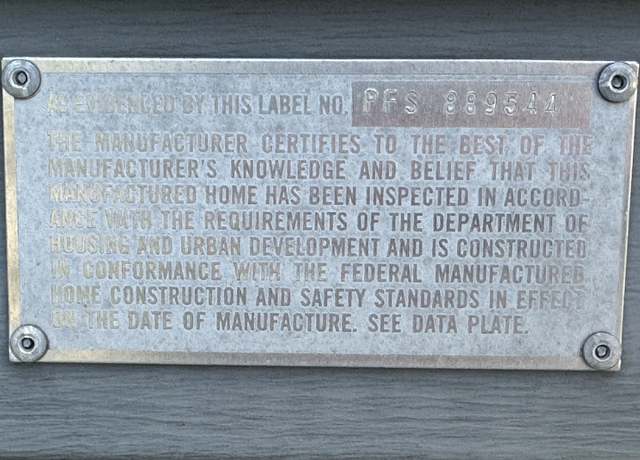 AS EVIDENCED BY THIS LABEL NO. PFS 889544
THE MANUFACTURER CERTIFIES TO THE BEST OF THE
MANUFACTURER'S KNOWLEDGE AND BELIEF THAT THIS
MANUFACTURED HOME HAS BEEN INSPECTED IN ACCORD-
ANCE WITH THE REQUIREMENTS OF THE DEPARTMENT OF
HOUSING AND URBAN DEVELOPMENT AND IS CONSTRUCTED
IN CONFORMANCE WITH THE FEDERAL MANUFACTURED
HOME CONSTRUCTION AND SAFETY STANDARDS IN EFFECT
ON THE DATE OF MANUFACTURE. SEE DATA PLATE.